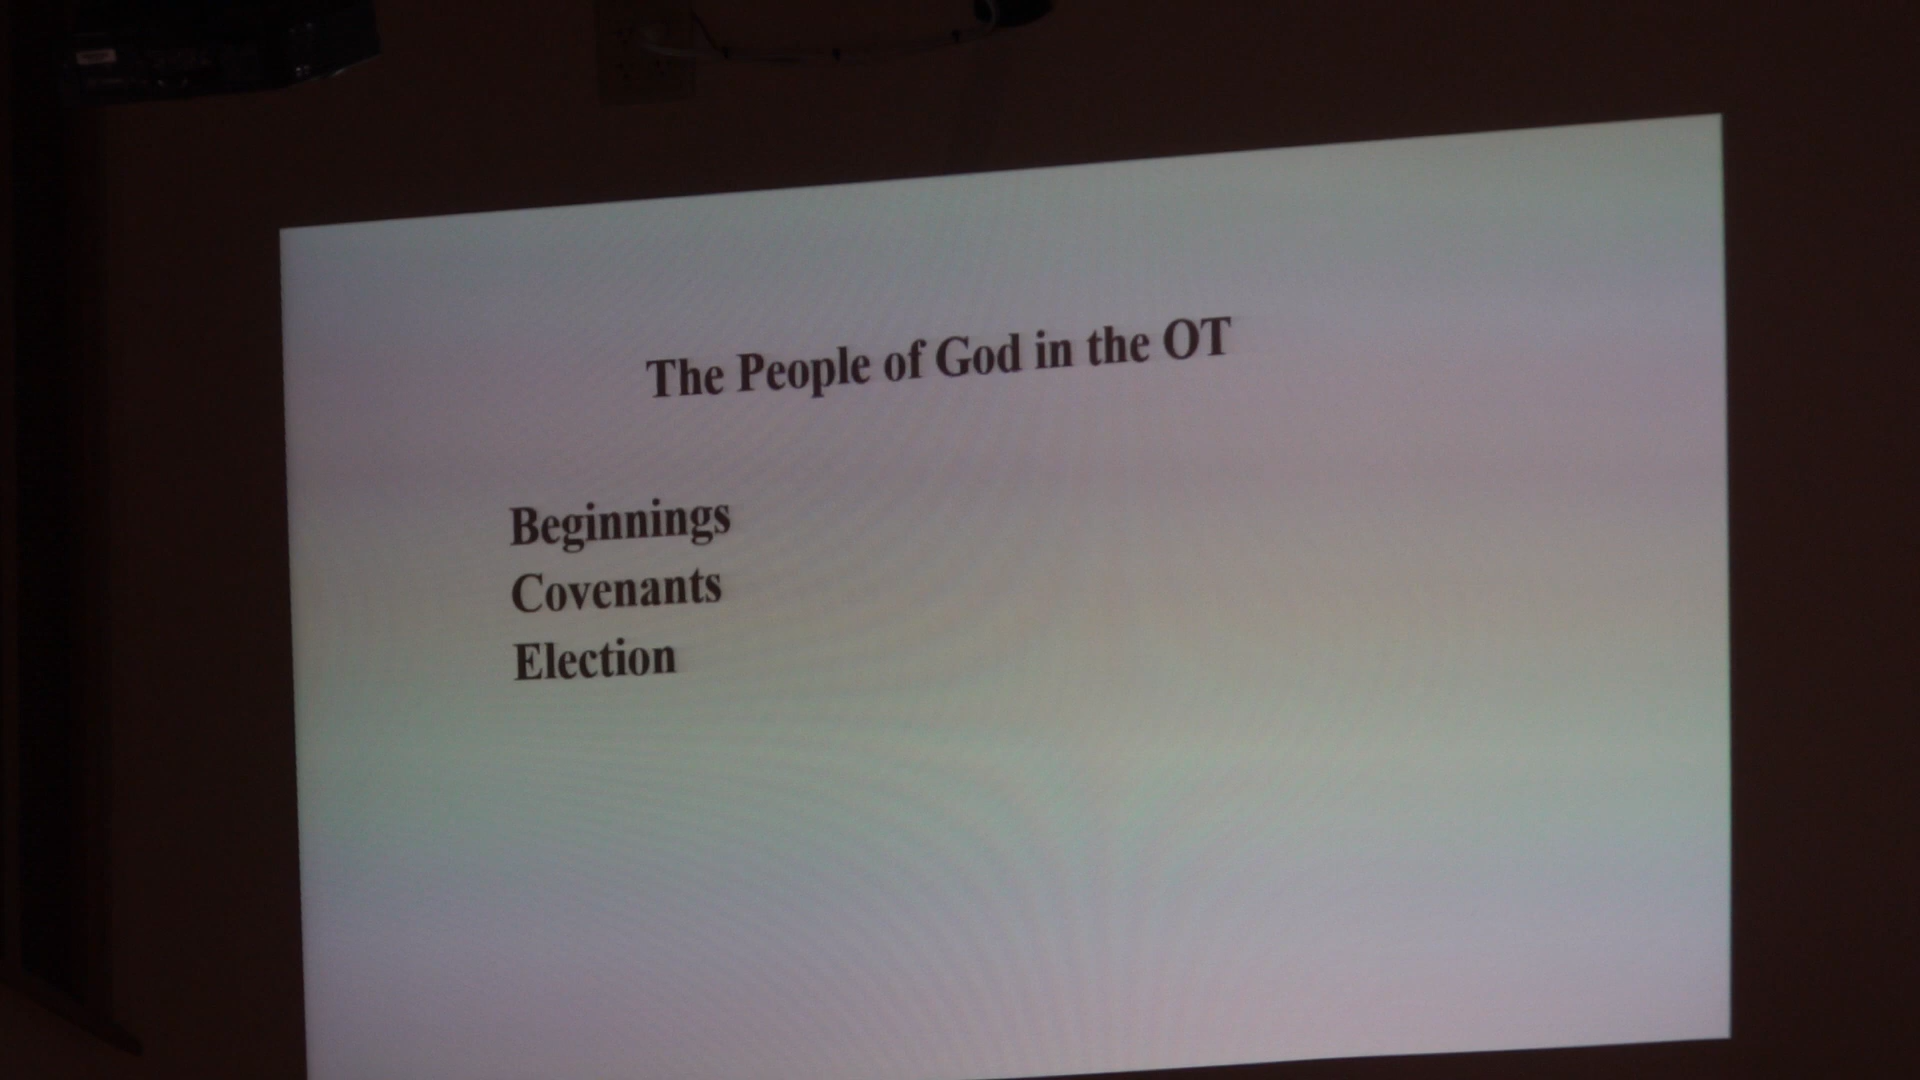 The People of God in the OT
Beginnings
Covenants
Election